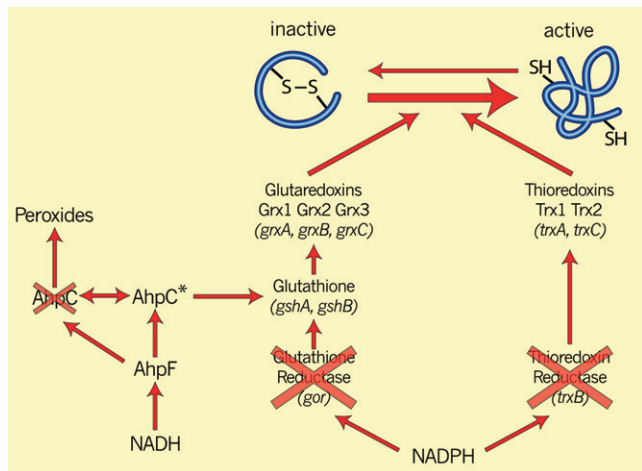 inactive
active
S–S
SH
SH
Glutaredoxins
Grx1 Grx2 Grx3
(grxA, grxB, grxC)
Thioredoxins
Trx1 Trx2
(trxA, trxC)
Peroxides
AhpC
AhpC*
Glutathione
(gshA, gshB)
AhpF
Glutathione
Reductase
(gor)
Thioredoxin
Reductase
(trxB)
NADH
NADPH